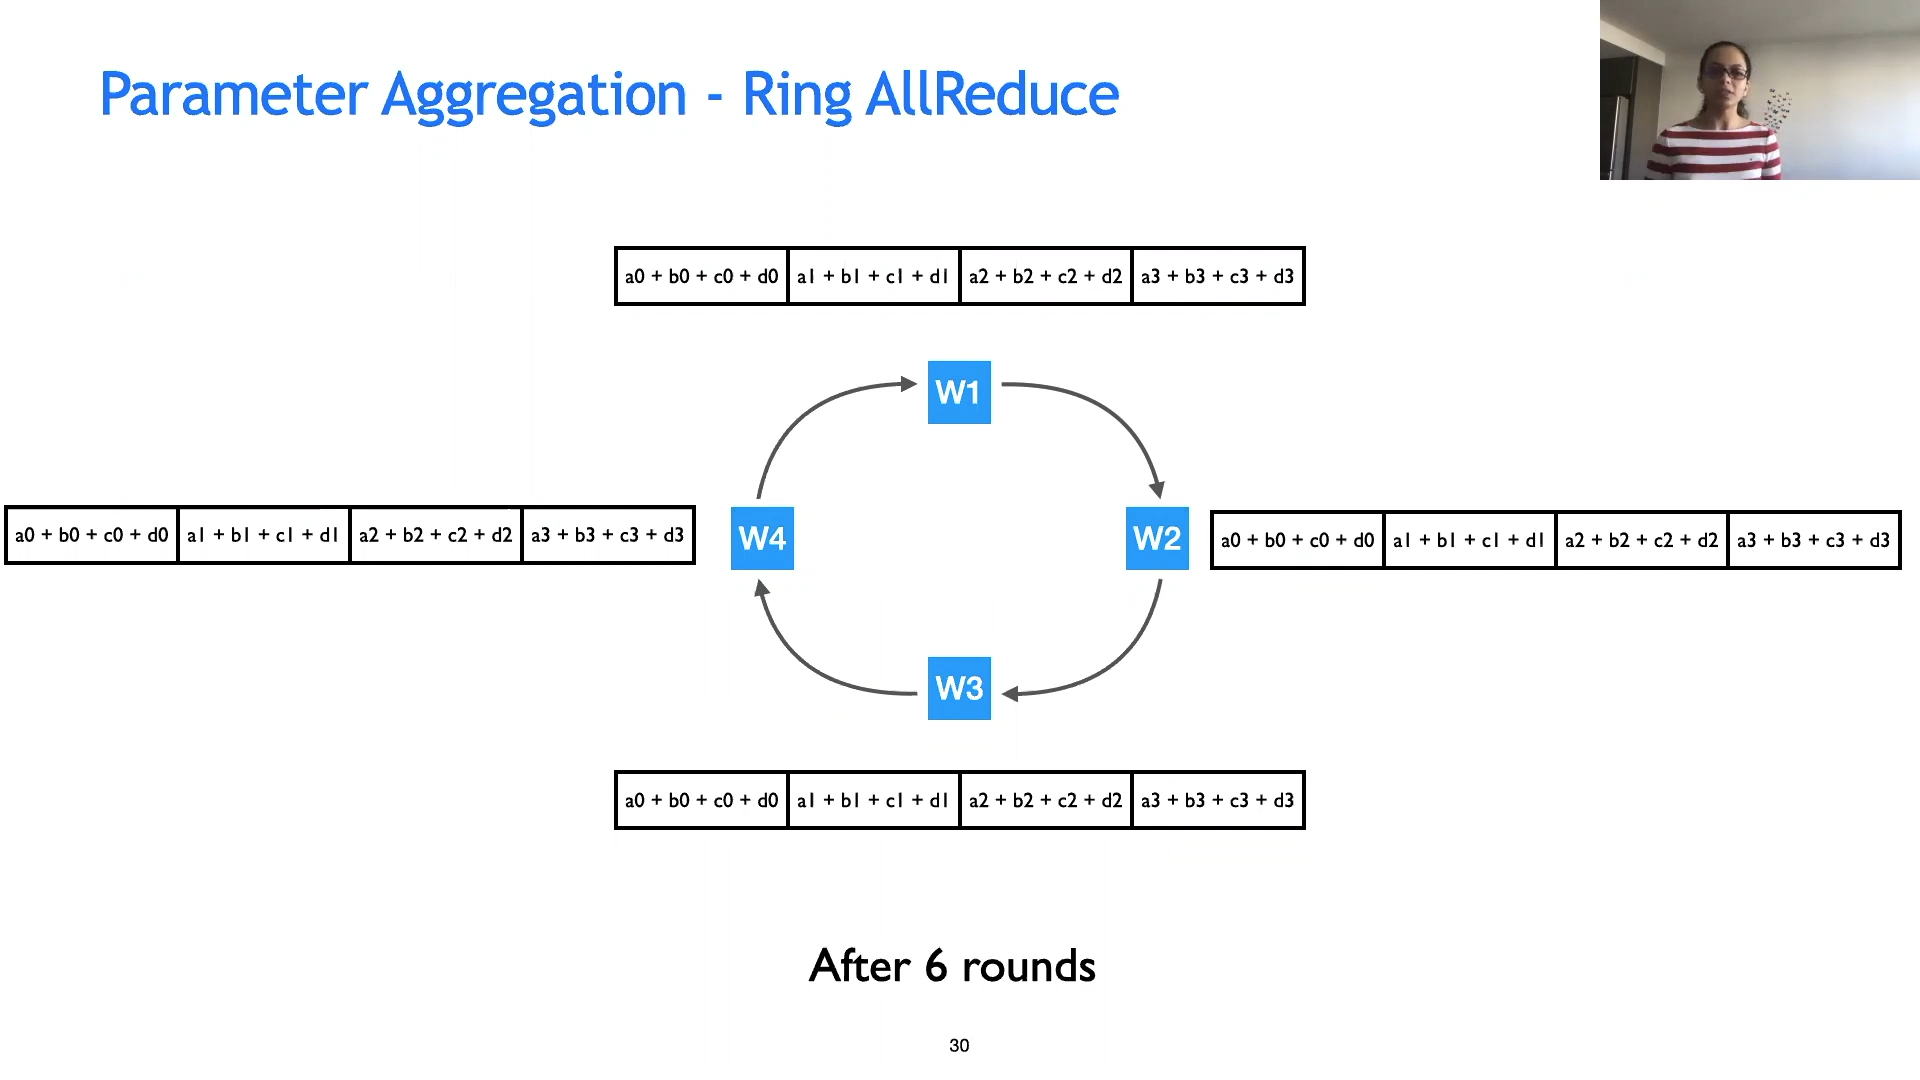 Parameter Aggregation - Ring AllReduce
a0 + b0 + c0 + d0 a1 + b1 + c1 + d1 a2 + b2 + c2 + d2 a3 + b3 + c3 + d3
W1
a0 + b0 + c0 + d0 a1 + b1 + c1 + d1 a2 + b2 + c2 + d2 a3 + b3 + c3 + d3
W4
W2
a0 + b0 + c0 + d0 a1 + b1 + c1 + d1 a2 + b2 + c2 + d2 a3 + b3 + c3 + d3
W3
a0 + b0 + c0 + d0 a1 + b1 + c1 + d1 a2 + b2 + c2 + d2 a3 + b3 + c3 + d3
After 6 rounds
30